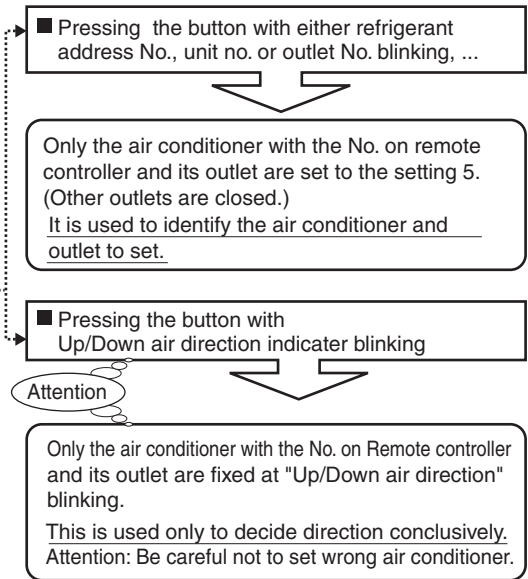 ■ Pressing the button with either refrigerant
address No., unit no. or outlet No. blinking, ...
Only the air conditioner with the No. on remote
controller and its outlet are set to the setting 5.
(Other outlets are closed.)
It is used to identify the air conditioner and
outlet to set.
■ Pressing the button with
Up/Down air direction indicater blinking
Attention
Only the air conditioner with the No. on Remote controller
and its outlet are fixed at "Up/Down air direction"
blinking.
This is used only to decide direction conclusively.
Attention: Be careful not to set wrong air conditioner.